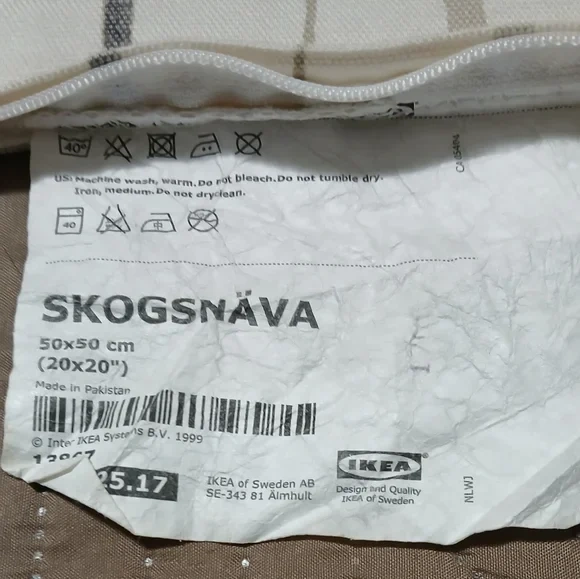 40°
US: Machine wash, warm. Do not bleach. Do not tumble dry.
Iron, medium. Do not dryclean.
40
SKOGSNÄVA
50x50 cm
(20x20")
Made in Pakistan
© Inter IKEA Systems B.V. 1999
25.17
IKEA of Sweden AB
SE-343 81 Älmhult
IKEA
Design and Quality
IKEA of Sweden
NLWJ